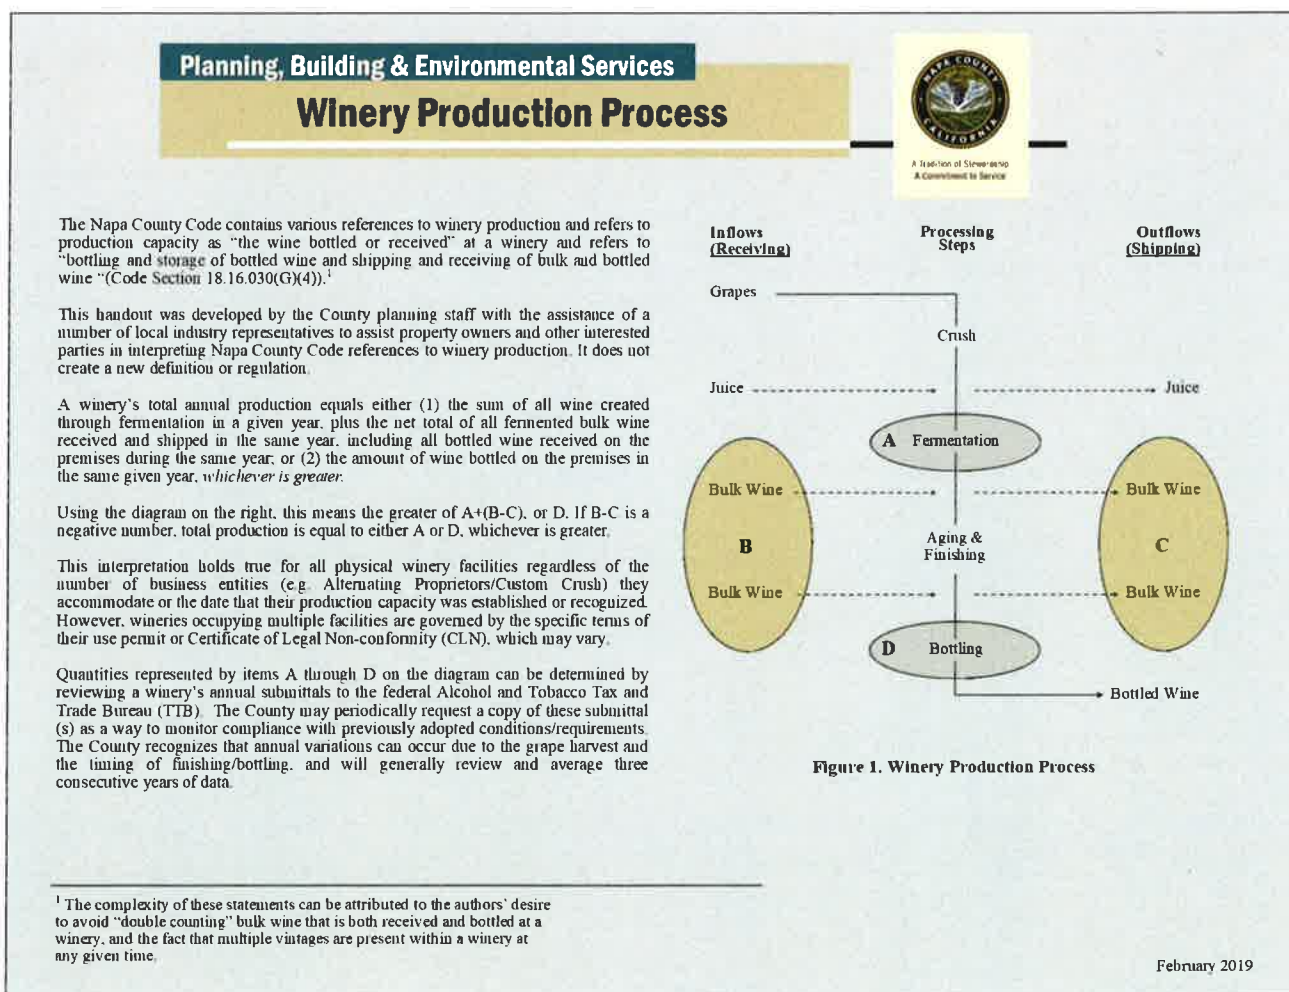 Planning, Building & Environmental Services
Winery Production Process
NAPA COUNTY
CALIFORNIA
A Tradition of Stewardship
A Commitment to Service
The Napa County Code contains various references to winery production and refers to
production capacity as “the wine bottled or received” at a winery and refers to
“bottling and storage of bottled wine and shipping and receiving of bulk and bottled
wine “(Code Section 18.16.030(G)(4)).¹
This handout was developed by the County planning staff with the assistance of a
number of local industry representatives to assist property owners and other interested
parties in interpreting Napa County Code references to winery production. It does not
create a new definition or regulation.
A winery’s total annual production equals either (1) the sum of all wine created
through fermentation in a given year, plus the net total of all fermented bulk wine
received and shipped in the same year, including all bottled wine received on the
premises during the same year; or (2) the amount of wine bottled on the premises in
the same given year, whichever is greater.
Using the diagram on the right, this means the greater of A+(B-C), or D. If B-C is a
negative number, total production is equal to either A or D, whichever is greater.
This interpretation holds true for all physical winery facilities regardless of the
number of business entities (e.g. Alternating Proprietors/Custom Crush) they
accommodate or the date that their production capacity was established or recognized.
However, wineries occupying multiple facilities are governed by the specific terms of
their use permit or Certificate of Legal Non-conformity (CLN), which may vary.
Quantities represented by items A through D on the diagram can be determined by
reviewing a winery’s annual submittals to the federal Alcohol and Tobacco Tax and
Trade Bureau (TTB). The County may periodically request a copy of these submittal
(s) as a way to monitor compliance with previously adopted conditions/requirements.
The County recognizes that annual variations can occur due to the grape harvest and
the timing of finishing/bottling, and will generally review and average three
consecutive years of data.
Inflows
(Receiving)
Processing
Steps
Outflows
(Shipping)
Grapes
Crush
Juice
Juice
A Fermentation
Bulk Wine
Bulk Wine
B
Aging &
Finishing
C
Bulk Wine
Bulk Wine
D Bottling
Bottled Wine
Figure 1. Winery Production Process
¹ The complexity of these statements can be attributed to the authors’ desire
to avoid “double counting” bulk wine that is both received and bottled at a
winery, and the fact that multiple vintages are present within a winery at
any given time.
February 2019